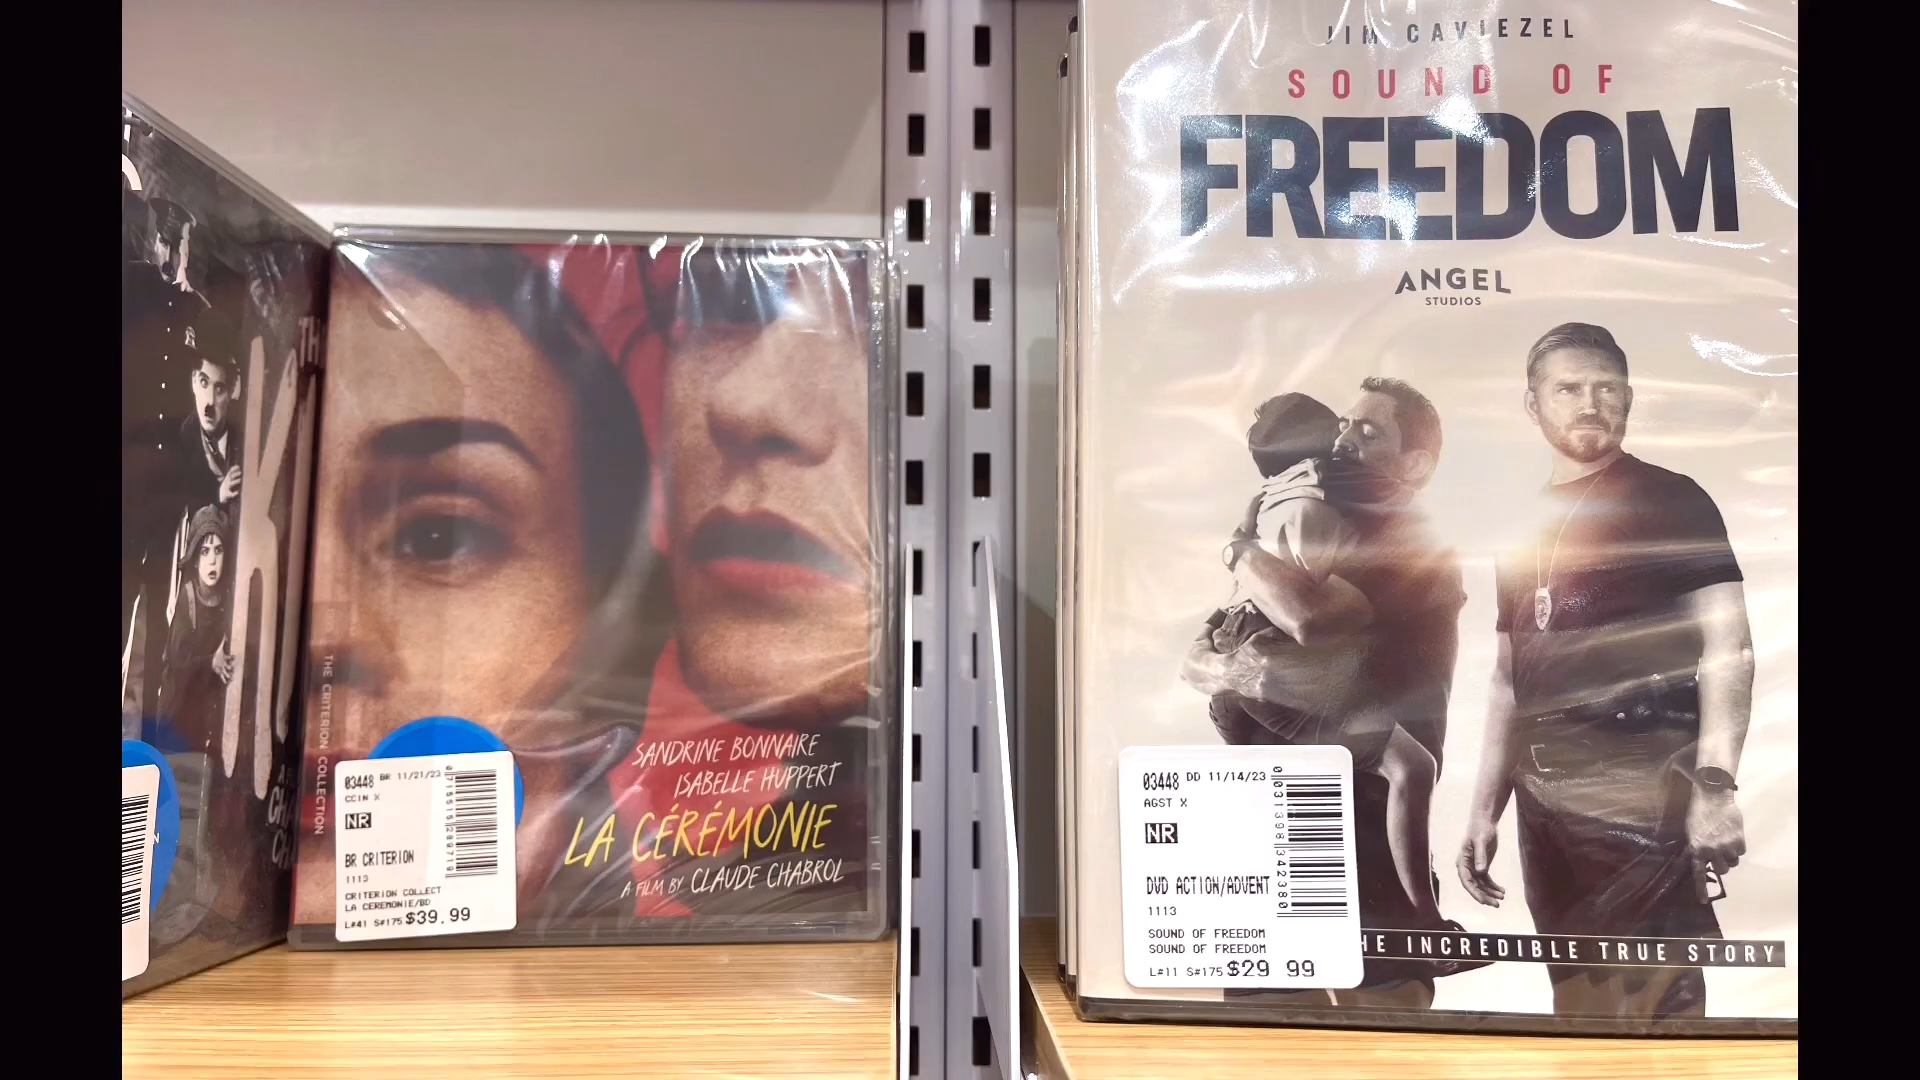 TH
K
THE CRITERION COLLECTION
SANDRINE BONNAIRE
ISABELLE HUPPERT
LA CÉRÉMONIE
A FILM BY CLAUDE CHABROL
03448 BR 11/21/23
CCIN X
NR
BR CRITERION
1113
CRITERION COLLECT
LA CEREMONIE/BD
L#41 S#175 $39.99
JIM CAVIEZEL
SOUND OF
FREEDOM
ANGEL
STUDIOS
03448 DD 11/14/23
AGST X
NR
DVD ACTION/ADVENT
1113
SOUND OF FREEDOM
SOUND OF FREEDOM
L#11 S#175 $29 99
HE INCREDIBLE TRUE STORY